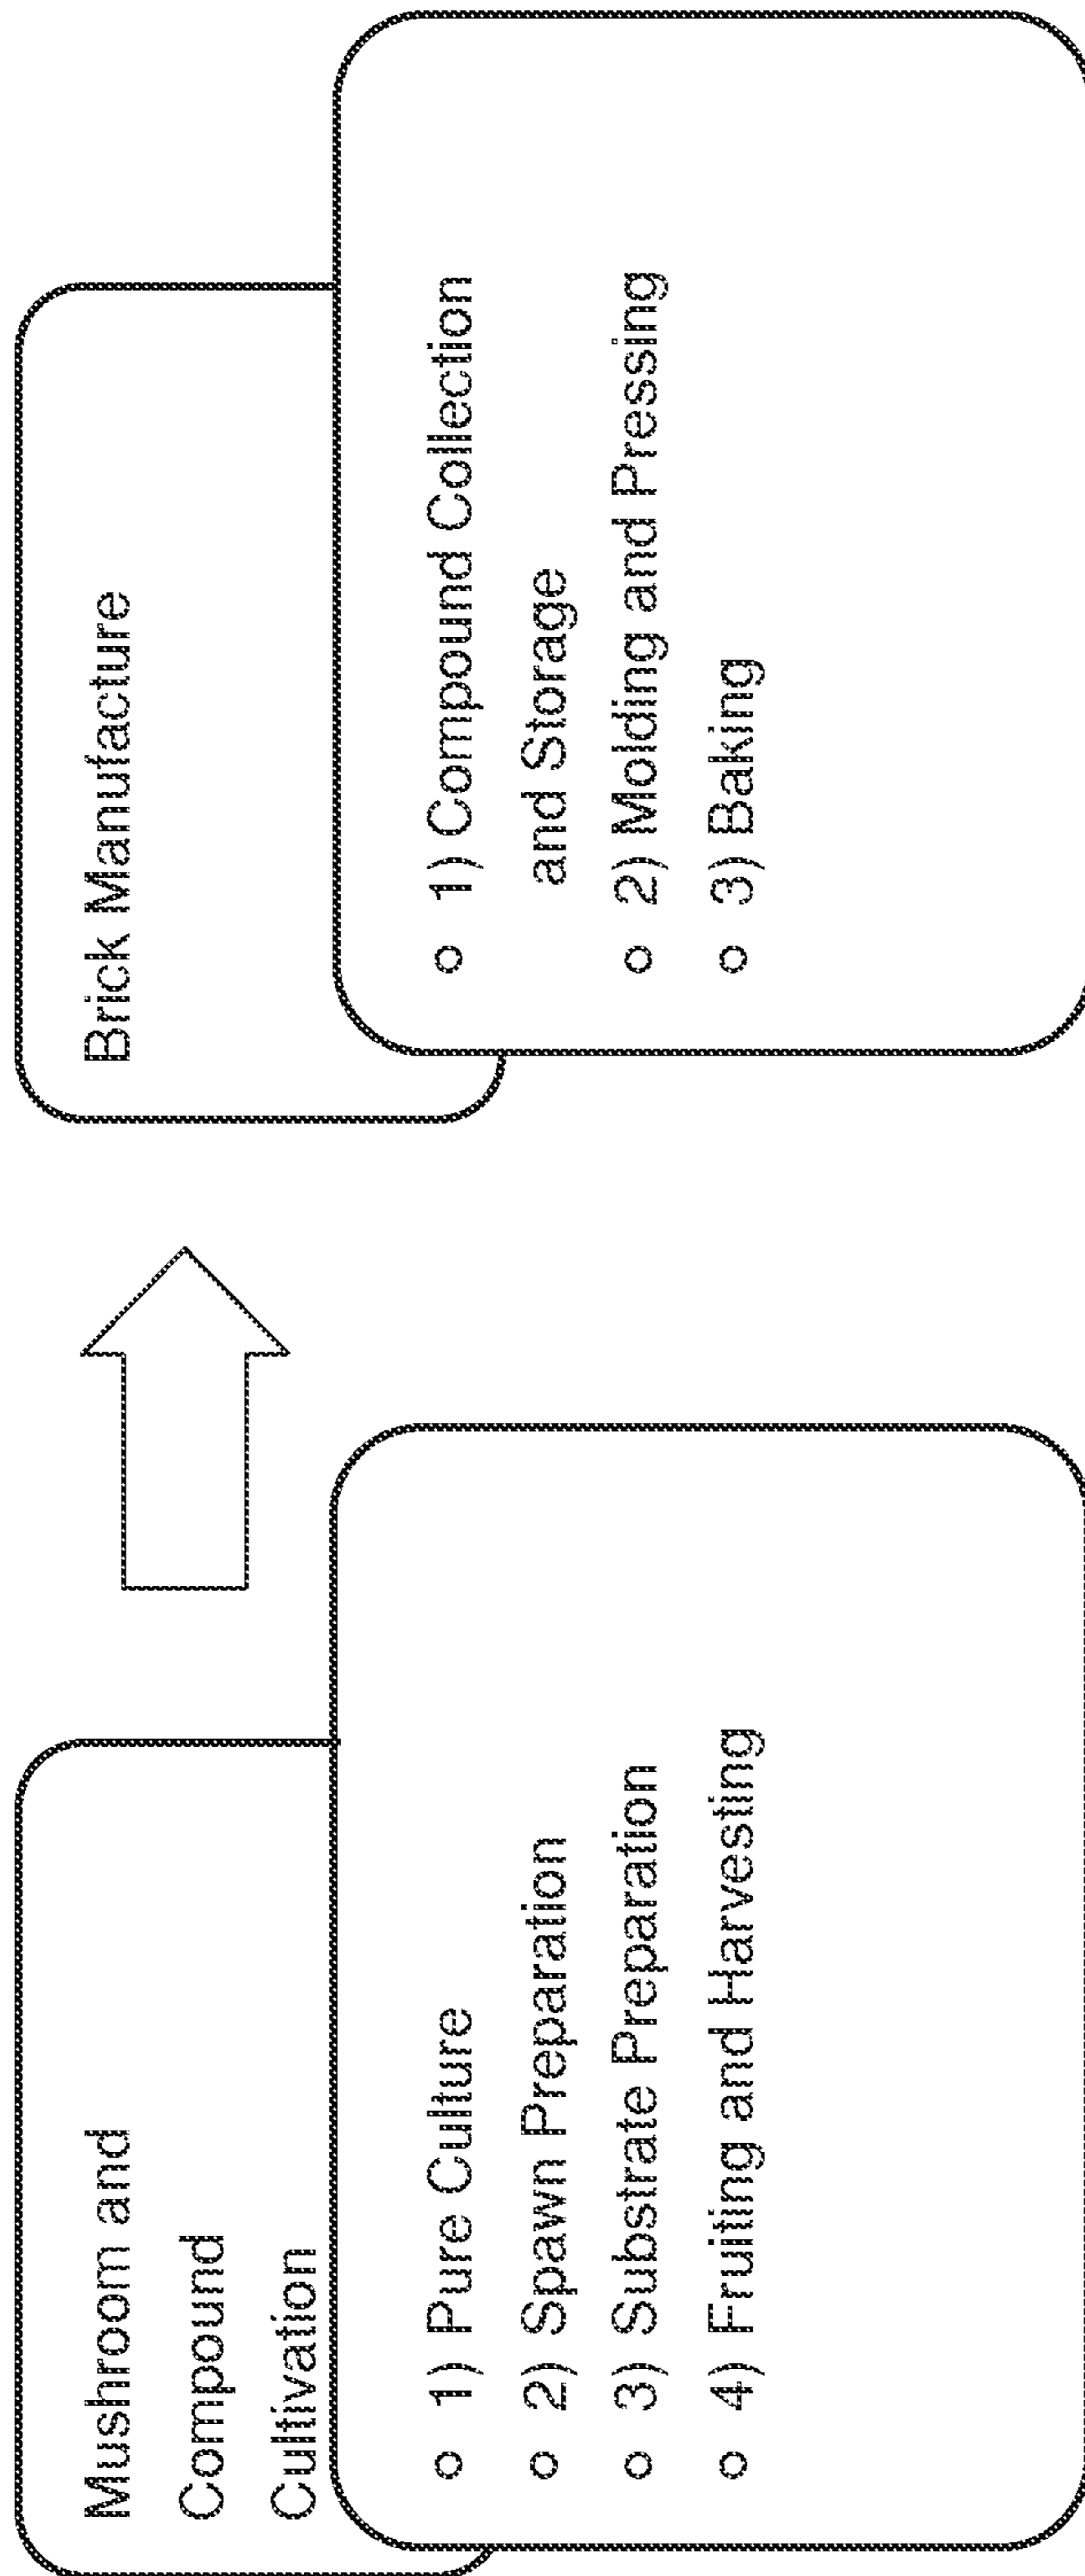 Mushroom and
Compound
Cultivation
○ 1) Pure Culture
○ 2) Spawn Preparation
○ 3) Substrate Preparation
○ 4) Fruiting and Harvesting
Brick Manufacture
○ 1) Compound Collection
and Storage
○ 2) Molding and Pressing
○ 3) Baking